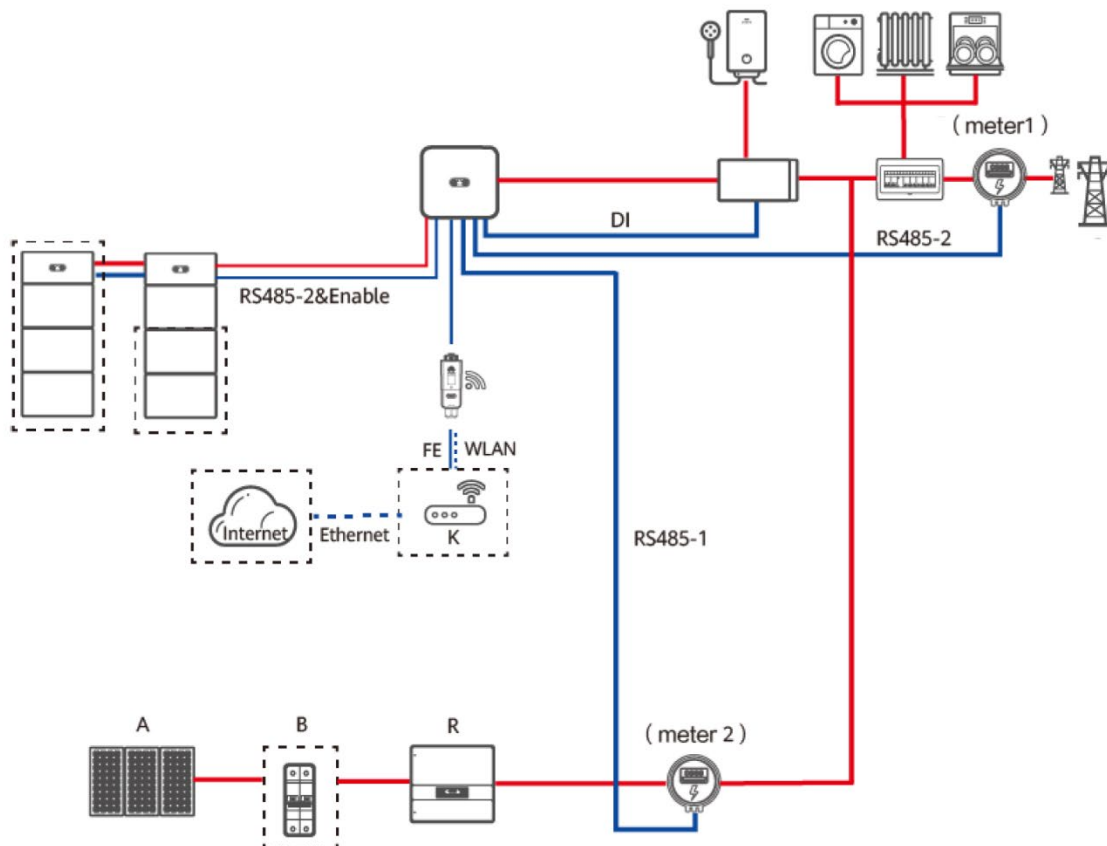 （meter1）
DI
RS485-2
RS485-2&Enable
FE
WLAN
Internet
Ethernet
K
RS485-1
A
B
R
（meter 2）